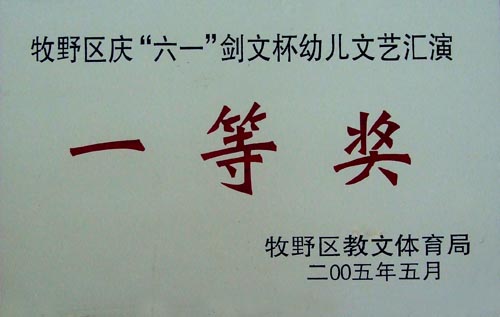 牧野区庆“六一”剑文杯幼儿文艺汇演
一等奖
牧野区教文体育局
二00五年五月